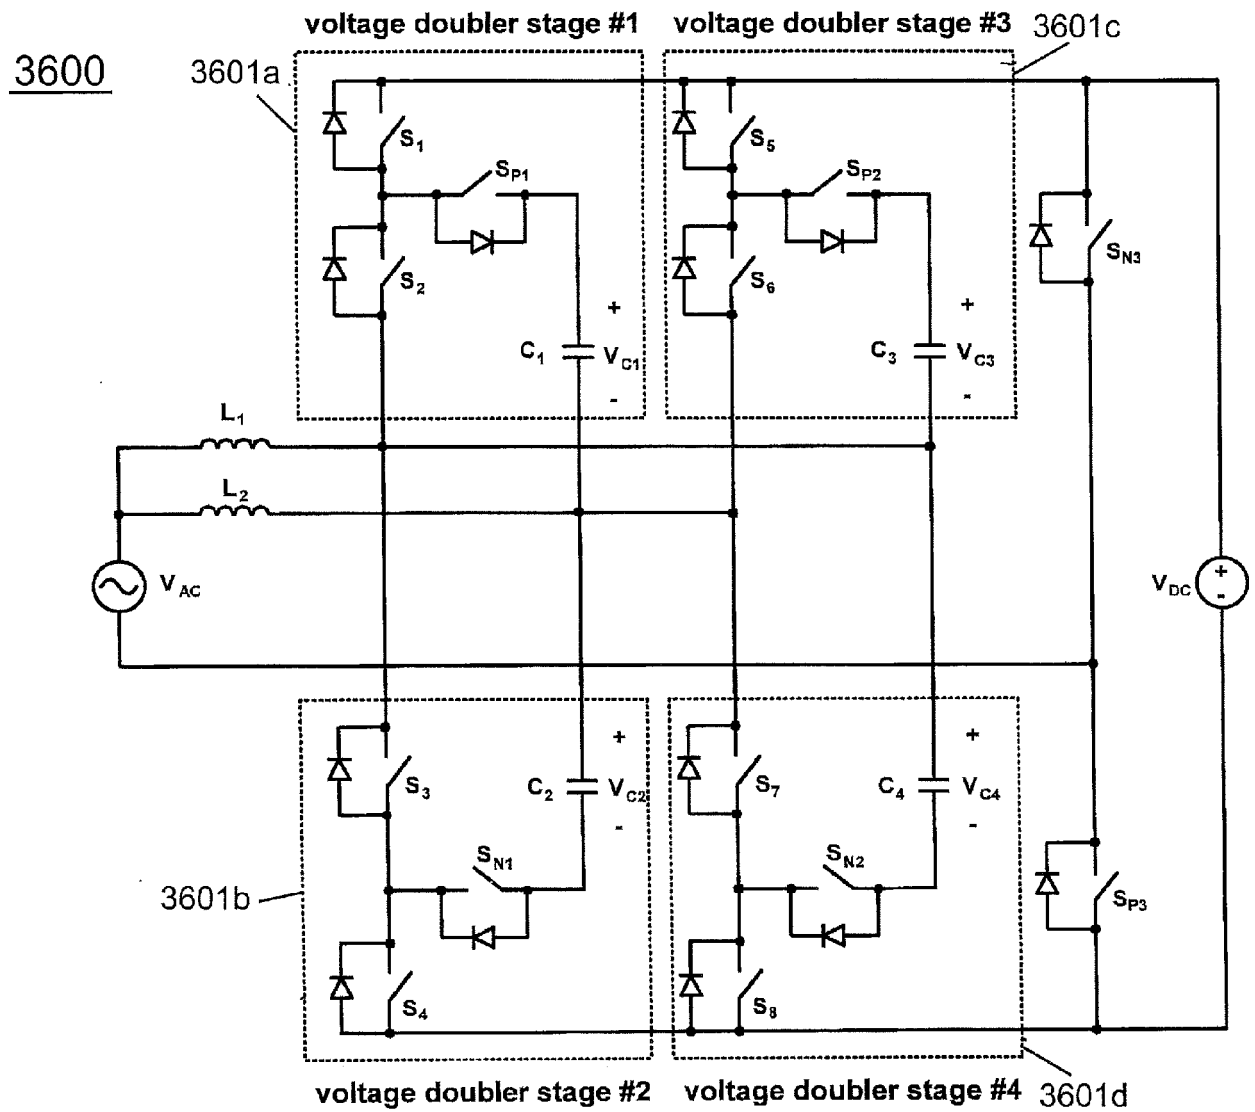 voltage doubler stage #1
voltage doubler stage #3
3601c
3600
3601a
S1
SP1
S5
SP2
S2
S6
SN3
+
+
C1
VC1
C3
VC3
-
-
L1
L2
VAC
VDC
+
-
+
+
S3
C2
VC2
S7
C4
VC4
-
-
SN1
SN2
3601b
SP3
S4
S8
voltage doubler stage #2
voltage doubler stage #4
3601d